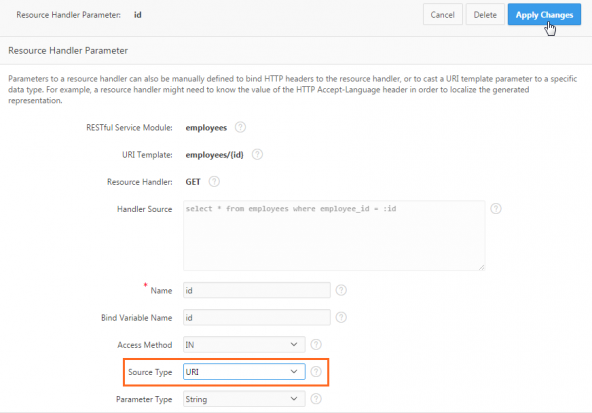 Resource Handler Parameter: id Cancel Delete Apply Changes
Resource Handler Parameter
Parameters to a resource handler can also be manually defined to bind HTTP headers to the resource handler, or to cast a URI template parameter to a specific
data type. For example, a resource handler might need to know the value of the HTTP Accept-Language header in order to localize the generated
representation.
RESTful Service Module: employees ?
URI Template: employees/{id} ?
Resource Handler: GET ?
Handler Source select * from employees where employee_id = :id ?
* Name id ?
Bind Variable Name id ?
Access Method IN ?
Source Type URI ?
Parameter Type String ?